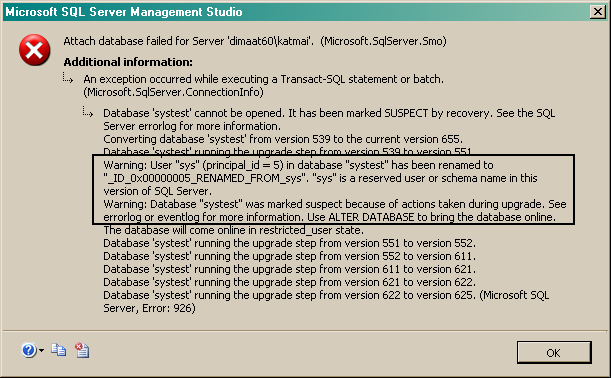 Microsoft SQL Server Management Studio
Attach database failed for Server 'dimaat60\katmai'. (Microsoft.SqlServer.Smo)
Additional information:
An exception occurred while executing a Transact-SQL statement or batch.
(Microsoft.SqlServer.ConnectionInfo)
Database 'systest' cannot be opened. It has been marked SUSPECT by recovery. See the SQL
Server errorlog for more information.
Converting database 'systest' from version 539 to the current version 655.
Database 'systest' running the upgrade step from version 539 to version 551.
Warning: User "sys" (principal_id = 5) in database "systest" has been renamed to
"_ID_0x00000005_RENAMED_FROM_sys". "sys" is a reserved user or schema name in this
version of SQL Server.
Warning: Database "systest" was marked suspect because of actions taken during upgrade. See
errorlog or eventlog for more information. Use ALTER DATABASE to bring the database online.
The database will come online in restricted_user state.
Database 'systest' running the upgrade step from version 551 to version 552.
Database 'systest' running the upgrade step from version 552 to version 611.
Database 'systest' running the upgrade step from version 611 to version 621.
Database 'systest' running the upgrade step from version 621 to version 622.
Database 'systest' running the upgrade step from version 622 to version 625. (Microsoft SQL
Server, Error: 926)
OK